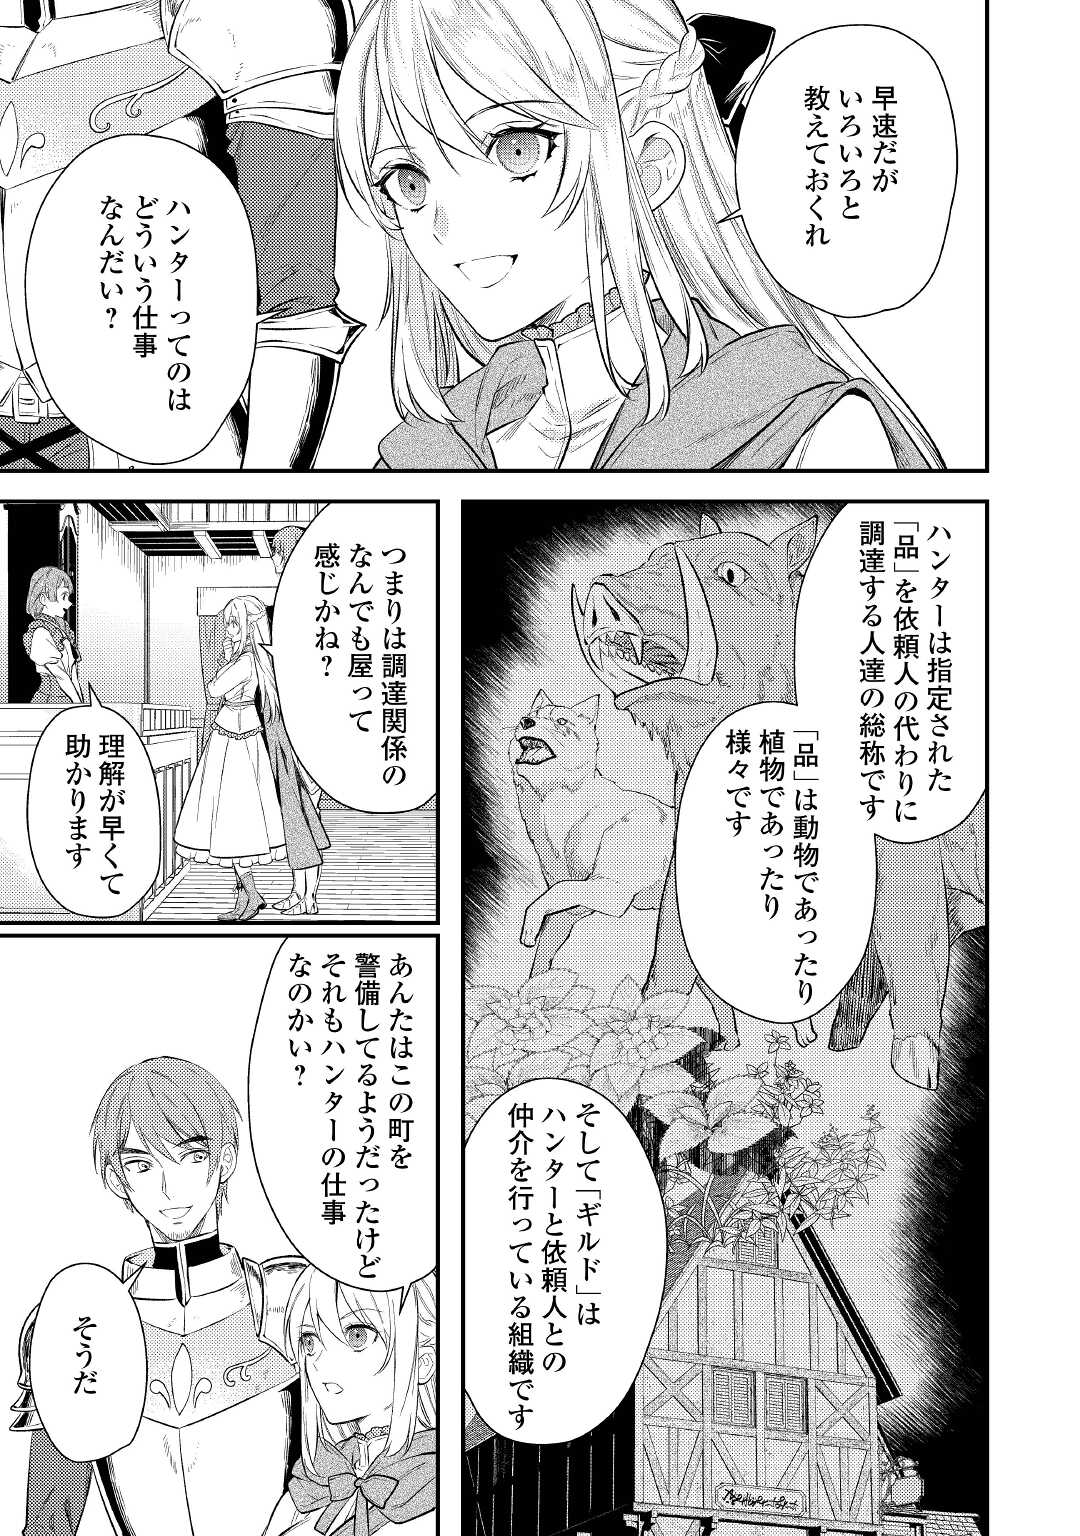 早速だが
いろいろと
教えておくれ
ハンターってのは
どういう仕事
なんだい？
ハンターは指定された
「品」を依頼人の代わりに
調達する人達の総称です
「品」は動物であったり
植物であったり
様々です
そして「ギルド」は
ハンターと依頼人との
仲介を行っている組織です
つまりは調達関係の
なんでも屋って
感じかね？
理解が早くて
助かります
あんたはこの町を
警備してるようだったけど
それもハンターの仕事
なのかい？
そうだ